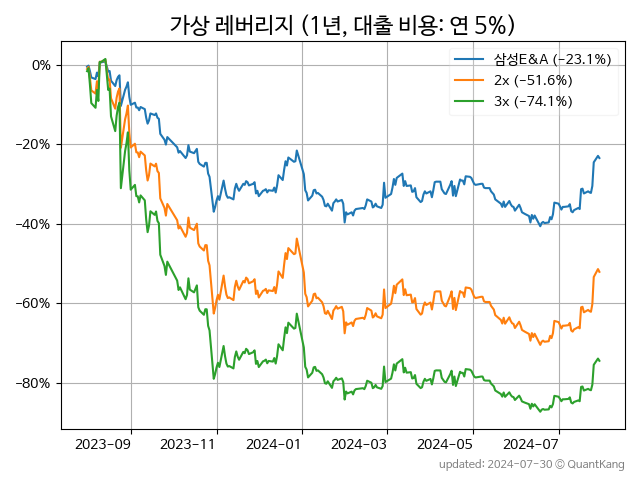 가상 레버리지 (1년, 대출 비용: 연 5%)
삼성E&A (−23.1%)
2x (−51.6%)
3x (−74.1%)
0%
−20%
−40%
−60%
−80%
2023−09 2023−11 2024−01 2024−03 2024−05 2024−07
updated: 2024-07-30 © QuantKang